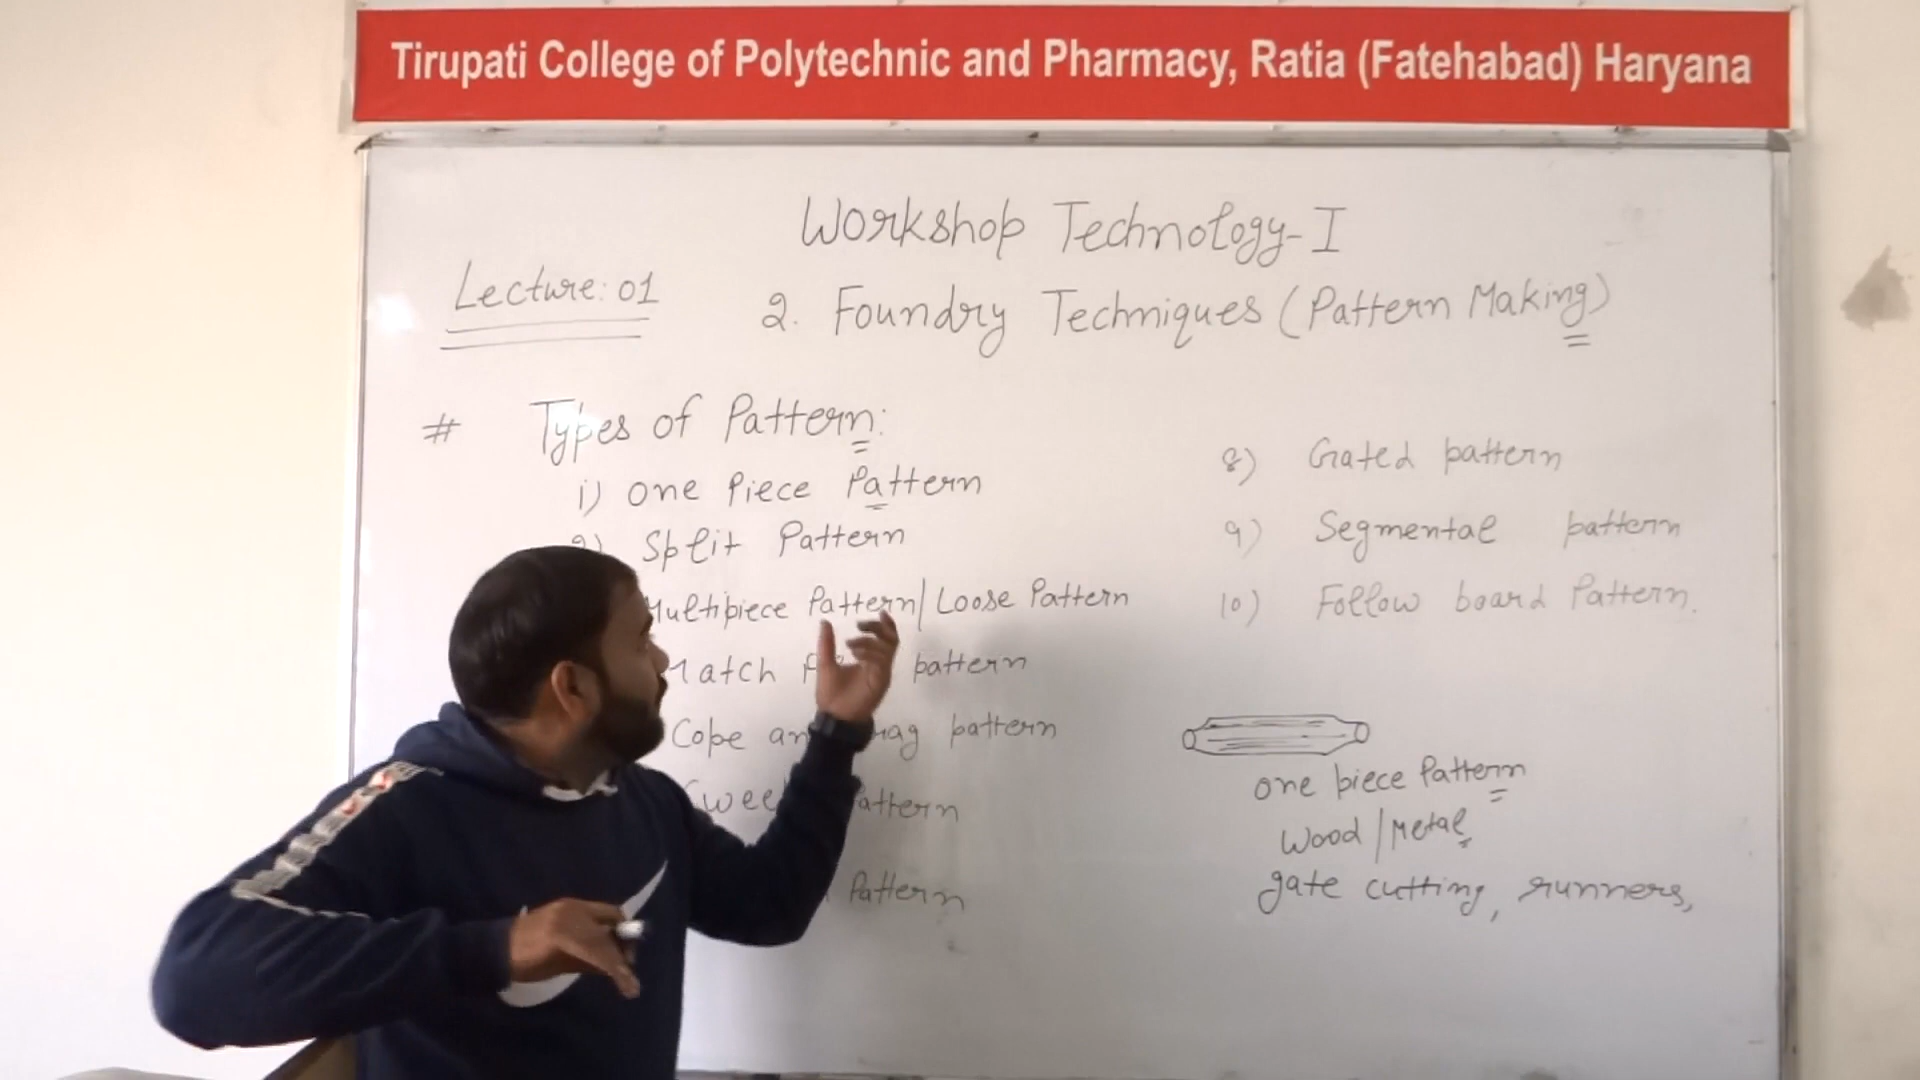 Tirupati College of Polytechnic and Pharmacy, Ratia (Fatehabad) Haryana
Workshop Technology-I
Lecture: 01
2. Foundry Techniques (Pattern Making)
# Types of Pattern:
i) One Piece Pattern
2) Split Pattern
Multipiece Pattern/Loose Pattern
pattern
Cope pattern
Pattern
8) Gated pattern
9) Segmental pattern
10) Follow board Pattern.
one piece Pattern
Wood/Metal
gate cutting, runners,